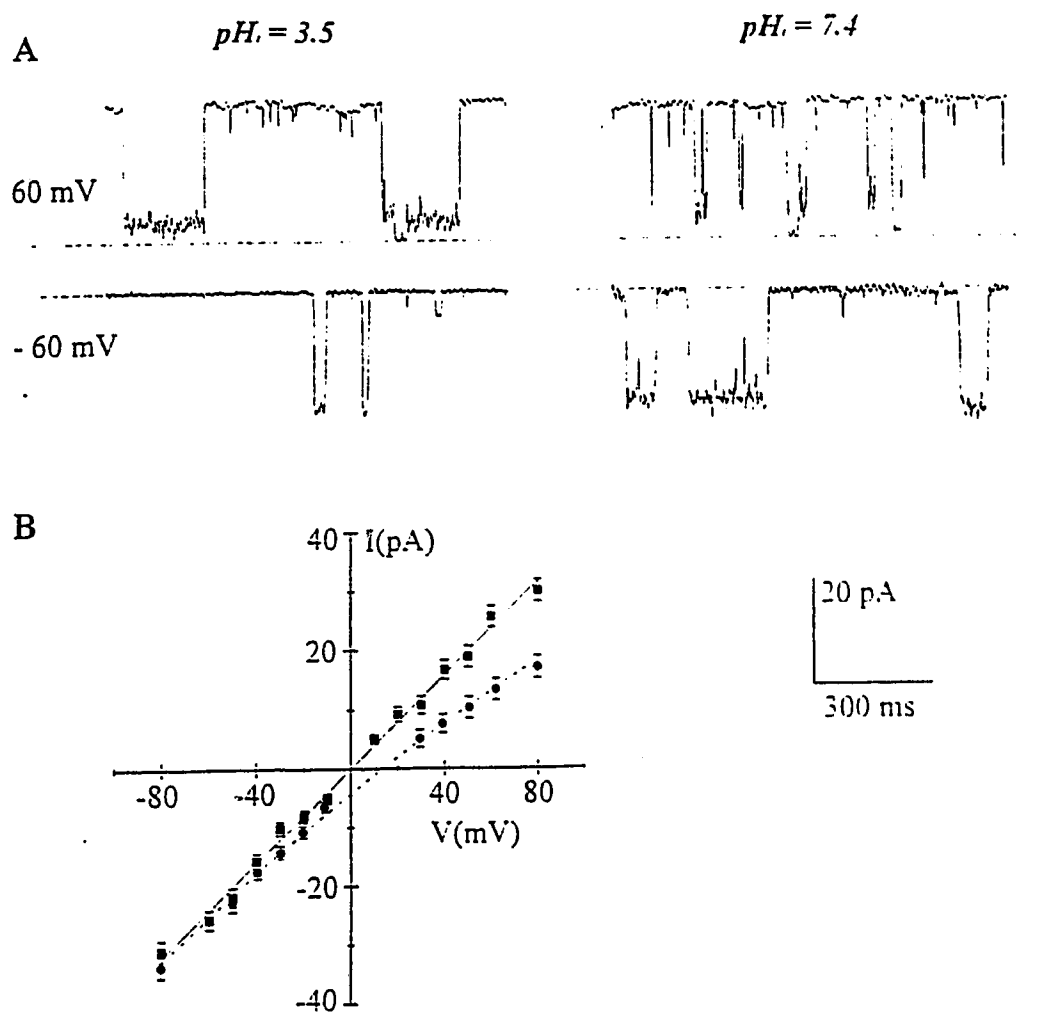 A
pHᵢ = 3.5
pHᵢ = 7.4
60 mV
- 60 mV
B
40
I(pA)
20
-80
-40
40
80
V(mV)
-20
-40
20 pA
300 ms